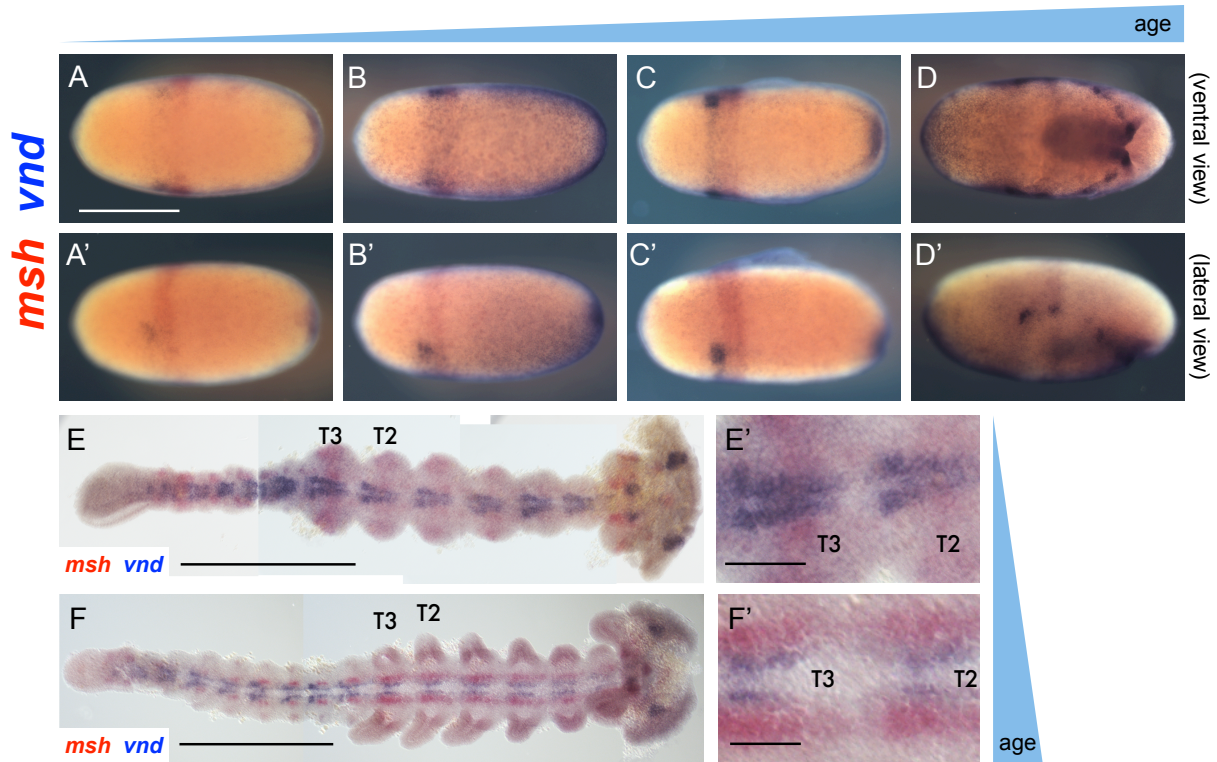 age
A
B
C
D
(ventral view)
msh vnd
A’
B’
C’
D’
(lateral view)
E
T3
T2
msh vnd
E’
T3
T2
F
T3
T2
msh vnd
F’
T3
T2
age